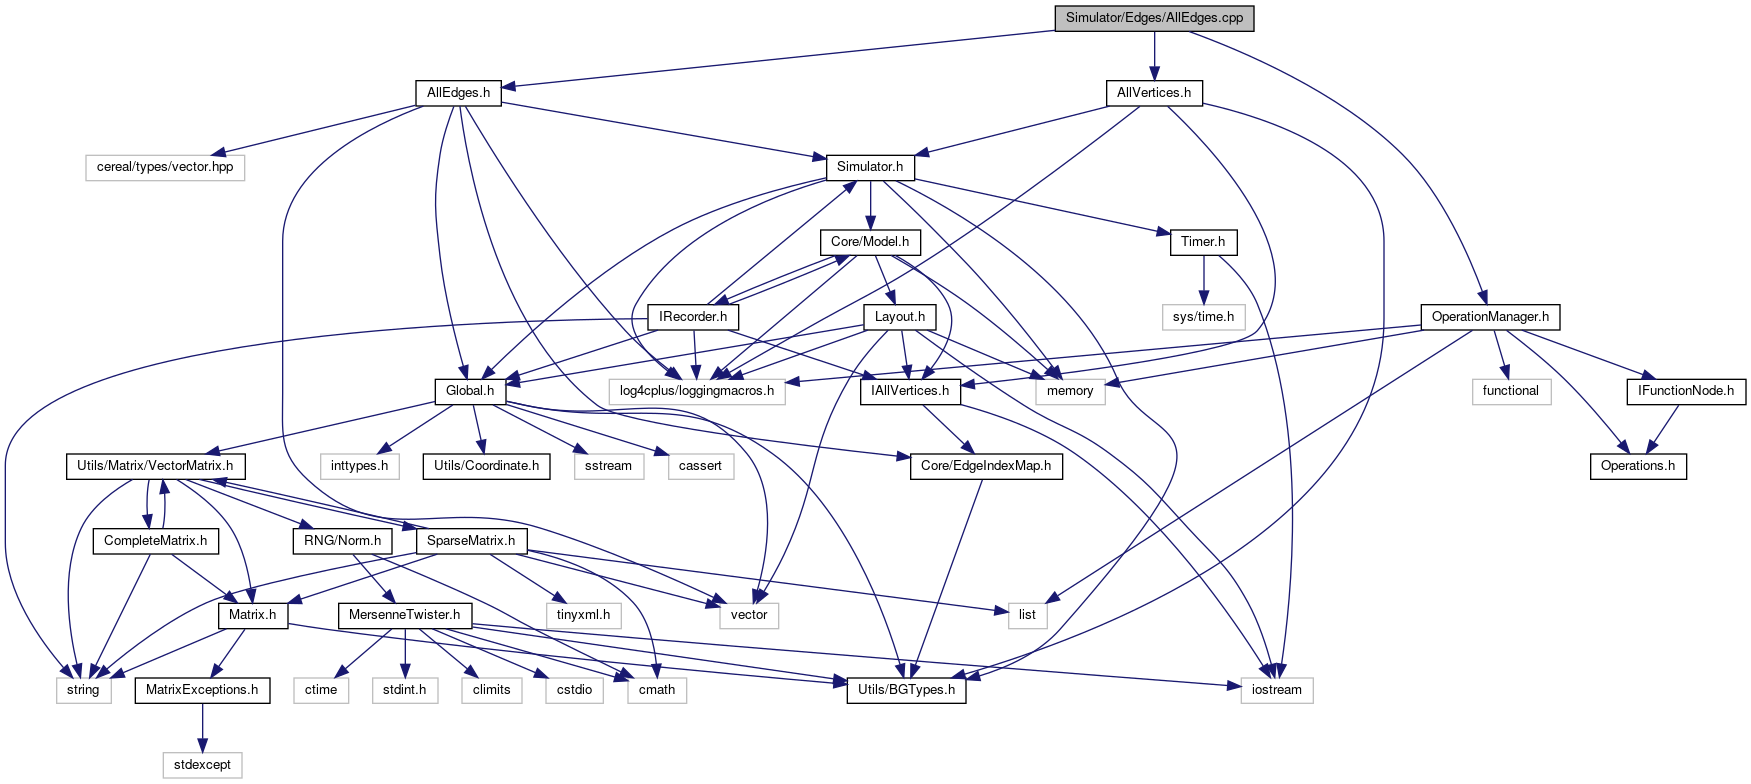 Simulator/Edges/AllEdges.cpp
AllEdges.h
AllVertices.h
cereal/types/vector.hpp
Simulator.h
Core/Model.h
Timer.h
IRecorder.h
Layout.h
sys/time.h
OperationManager.h
Global.h
log4cplus/loggingmacros.h
IAllVertices.h
memory
functional
IFunctionNode.h
Utils/Matrix/VectorMatrix.h
inttypes.h
Utils/Coordinate.h
sstream
cassert
Core/EdgeIndexMap.h
Operations.h
CompleteMatrix.h
RNG/Norm.h
SparseMatrix.h
Matrix.h
MersenneTwister.h
tinyxml.h
vector
list
string
MatrixExceptions.h
ctime
stdint.h
climits
cstdio
cmath
Utils/BGTypes.h
iostream
stdexcept